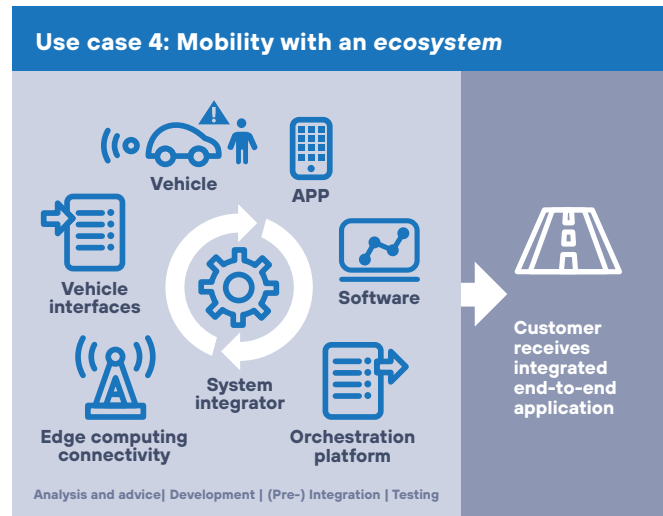 Use case 4: Mobility with an ecosystem
Vehicle
APP
Vehicle
interfaces
Software
System
integrator
Edge computing
connectivity
Orchestration
platform
Analysis and advice| Development | (Pre-) Integration | Testing
Customer
receives
integrated
end-to-end
application